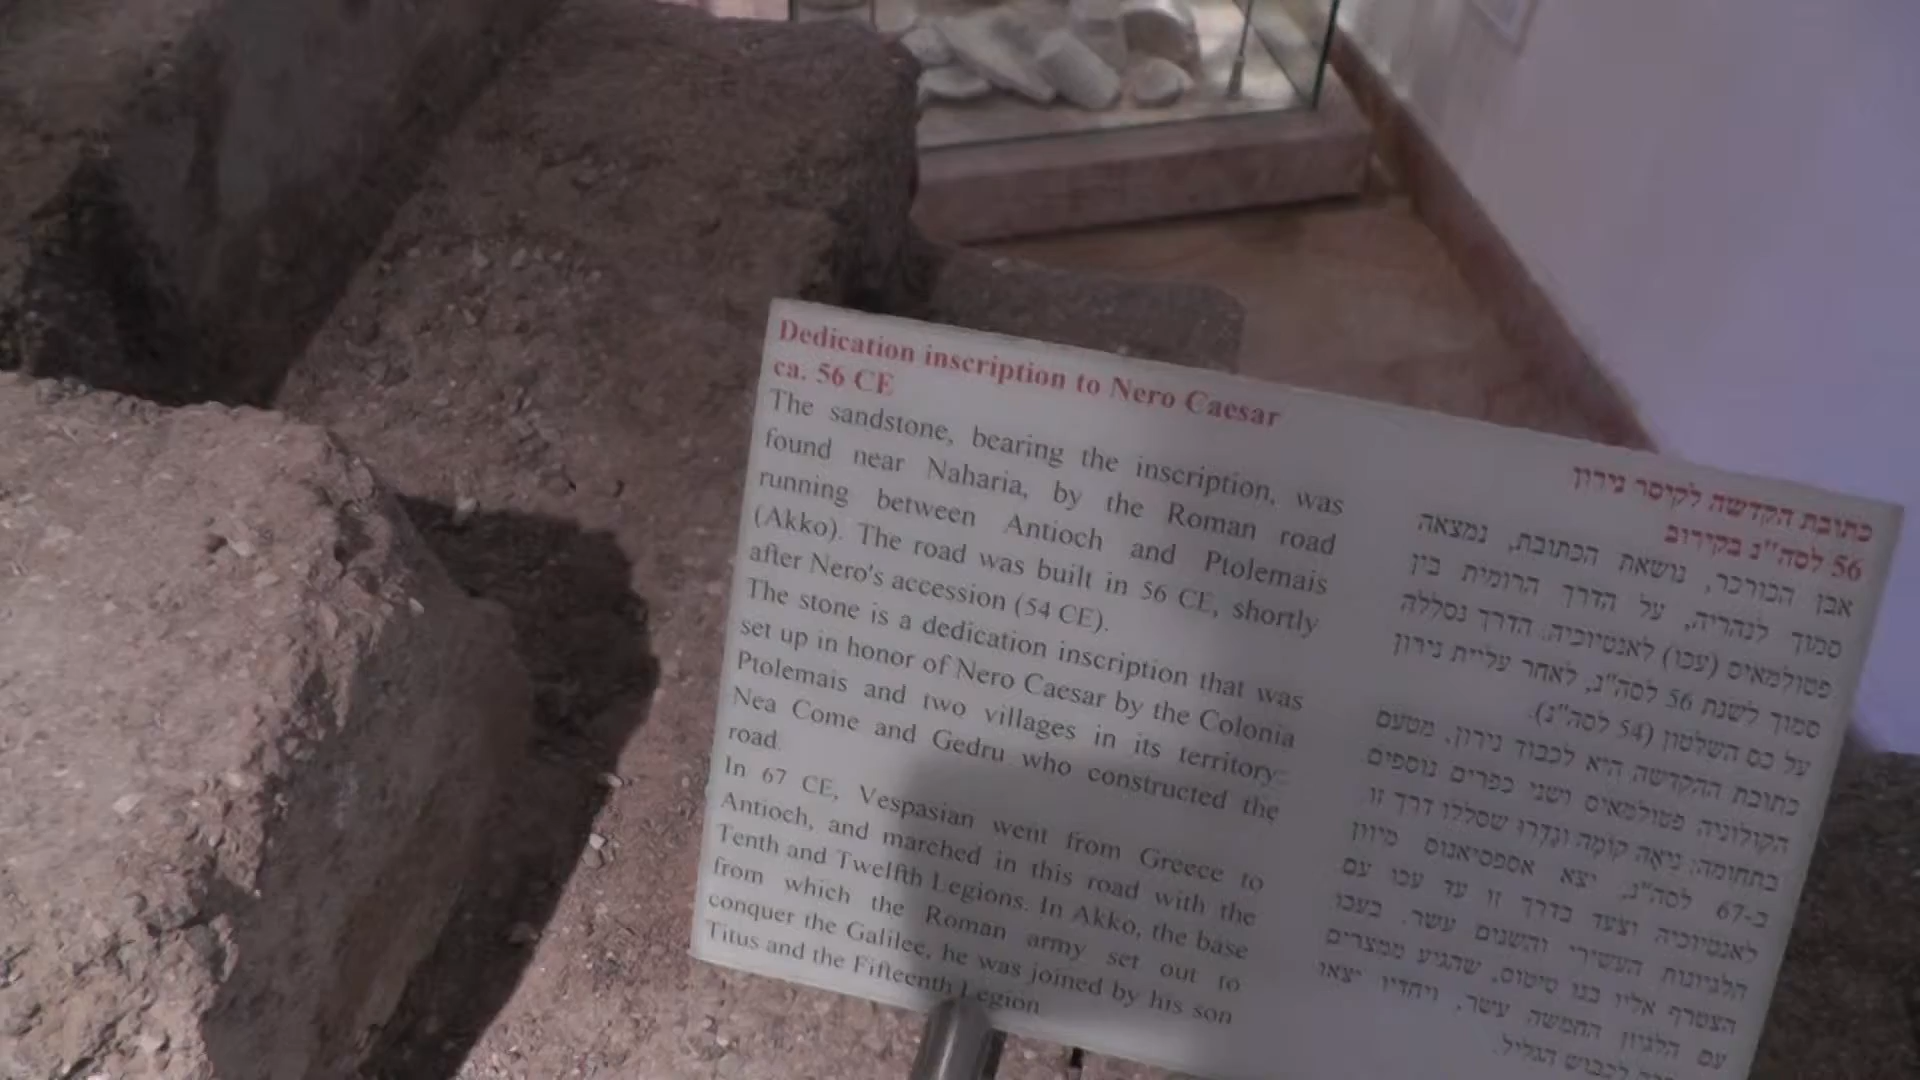 Dedication inscription to Nero Caesar
ca. 56 CE
The sandstone, bearing the inscription, was
found near Naharia, by the Roman road
running between Antioch and Ptolemais
(Akko). The road was built in 56 CE, shortly
after Nero's accession (54 CE).
The stone is a dedication inscription that was
set up in honor of Nero Caesar by the Colonia
Ptolemais and two villages in its territory:
Nea Come and Gedru who constructed the
road.
In 67 CE, Vespasian went from Greece to
Antioch, and marched in this road with the
Tenth and Twelfth Legions. In Akko, the base
from which the Roman army set out to
conquer the Galilee, he was joined by his son
Titus and the Fifteenth Legion
כתובת הקדשה לקיסר נירון
56 לסה"נ בקירוב
אבן הכורכר, נושאת הכתובת, נמצאה
סמוך לנהריה, על הדרך הרומית בין
פטולמאיס (עכו) לאנטיוכיה. הדרך נסללה
סמוך לשנת 56 לסה"נ, לאחר עליית נירון
על כס השלטון (54 לסה"נ).
כתובת ההקדשה היא לכבוד נירון, מטעם
הקולוניה פטולמאיס ושני כפרים נוספים
בתחומה: ניאה קומה וגדרו שסללו דרך זו
ב-67 לסה"נ, יצא אספסיאנוס מיוון
לאנטיוכיה וצעד בדרך זו עד עכו עם
הלגיונות העשירי והשנים עשר. בעכו
הצטרף אליו בנו טיטוס, שהגיע ממצרים
עם הלגיון החמשה עשר, ויחדיו יצאו
לכבוש הגליל.